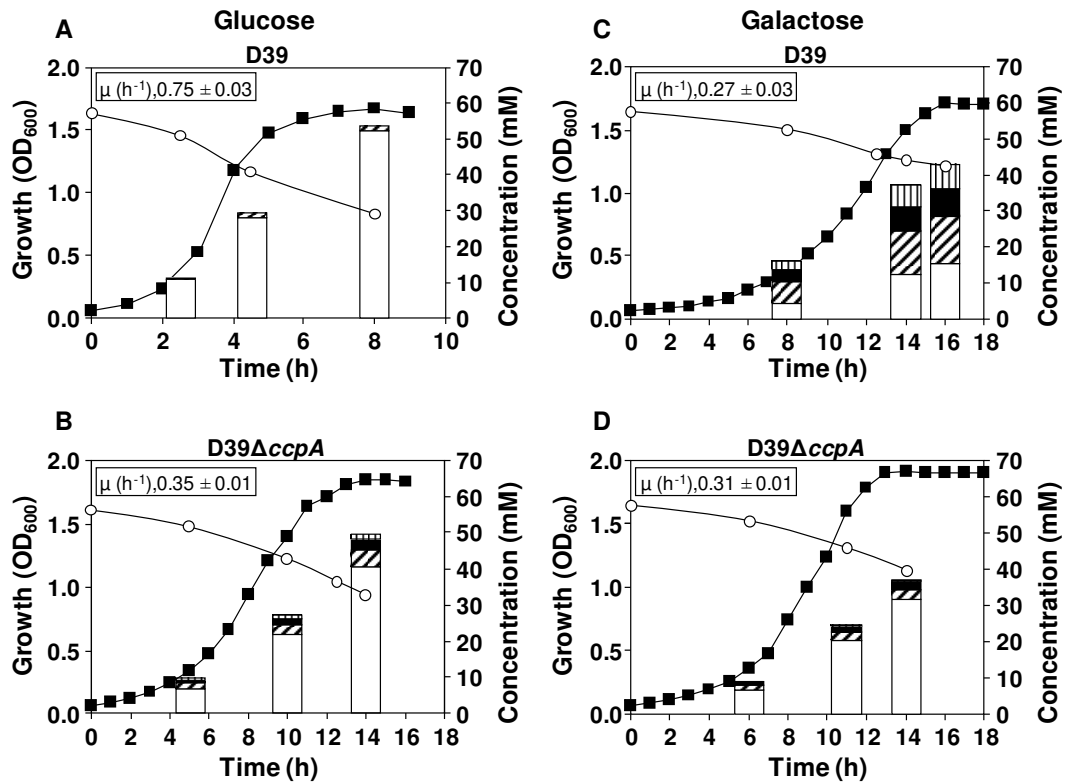 Glucose
Galactose
A
D39
μ (h⁻¹),0.75 ± 0.03
2.0
1.5
1.0
0.5
0.0
70
60
50
40
30
20
10
0
0 2 4 6 8 10
Growth (OD₆₀₀)
Concentration (mM)
Time (h)
C
D39
μ (h⁻¹),0.27 ± 0.03
2.0
1.5
1.0
0.5
0.0
70
60
50
40
30
20
10
0
0 2 4 6 8 10 12 14 16 18
Growth (OD₆₀₀)
Concentration (mM)
Time (h)
B
D39ΔccpA
μ (h⁻¹),0.35 ± 0.01
2.0
1.5
1.0
0.5
0.0
70
60
50
40
30
20
10
0
0 2 4 6 8 10 12 14 16 18
Growth (OD₆₀₀)
Concentration (mM)
Time (h)
D
D39ΔccpA
μ (h⁻¹),0.31 ± 0.01
2.0
1.5
1.0
0.5
0.0
70
60
50
40
30
20
10
0
0 2 4 6 8 10 12 14 16 18
Growth (OD₆₀₀)
Concentration (mM)
Time (h)